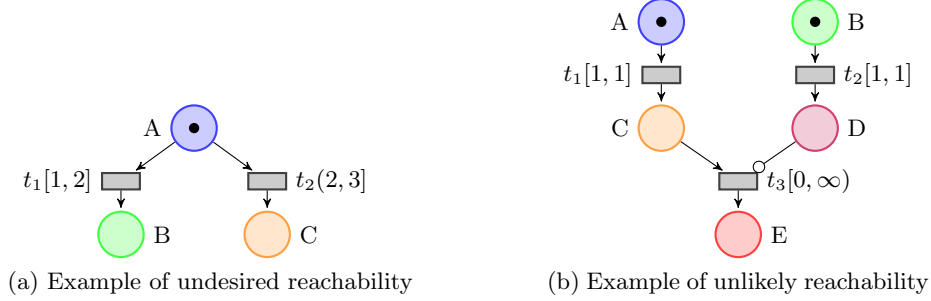 A
t₁[1, 2]
t₂(2, 3]
B
C
(a) Example of undesired reachability
A
B
t₁[1, 1]
t₂[1, 1]
C
D
t₃[0, ∞)
E
(b) Example of unlikely reachability